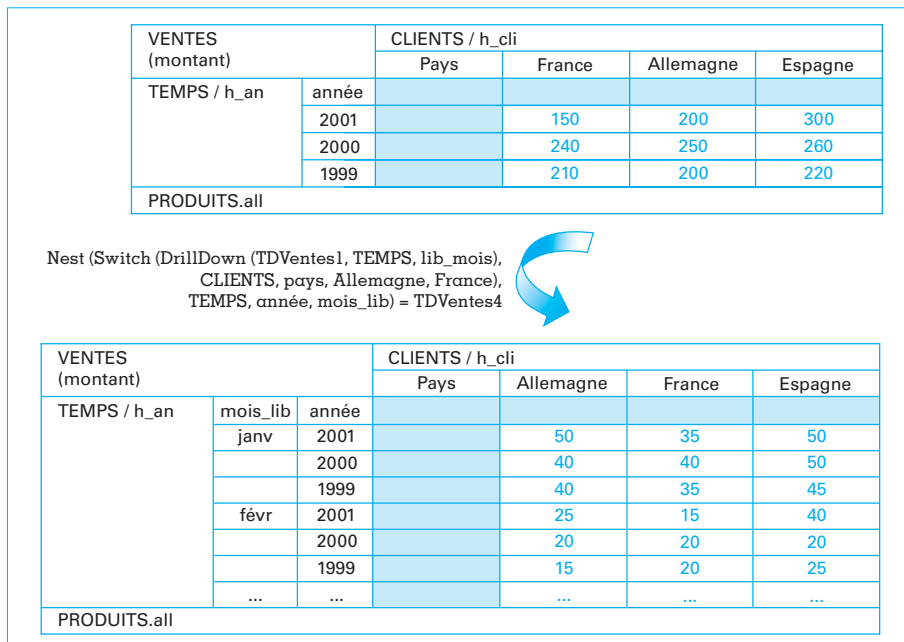 VENTES
(montant)
CLIENTS / h_cli
Pays France Allemagne Espagne
TEMPS / h_an année
2001 150 200 300
2000 240 250 260
1999 210 200 220
PRODUITS.all
Nest (Switch (DrillDown (TDVentes1, TEMPS, lib_mois),
CLIENTS, pays, Allemagne, France),
TEMPS, année, mois_lib) = TDVentes4
VENTES
(montant)
CLIENTS / h_cli
Pays Allemagne France Espagne
TEMPS / h_an mois_lib année
janv 2001 50 35 50
2000 40 40 50
1999 40 35 45
févr 2001 25 15 40
2000 20 20 20
1999 15 20 25
... ... ... ... ...
PRODUITS.all